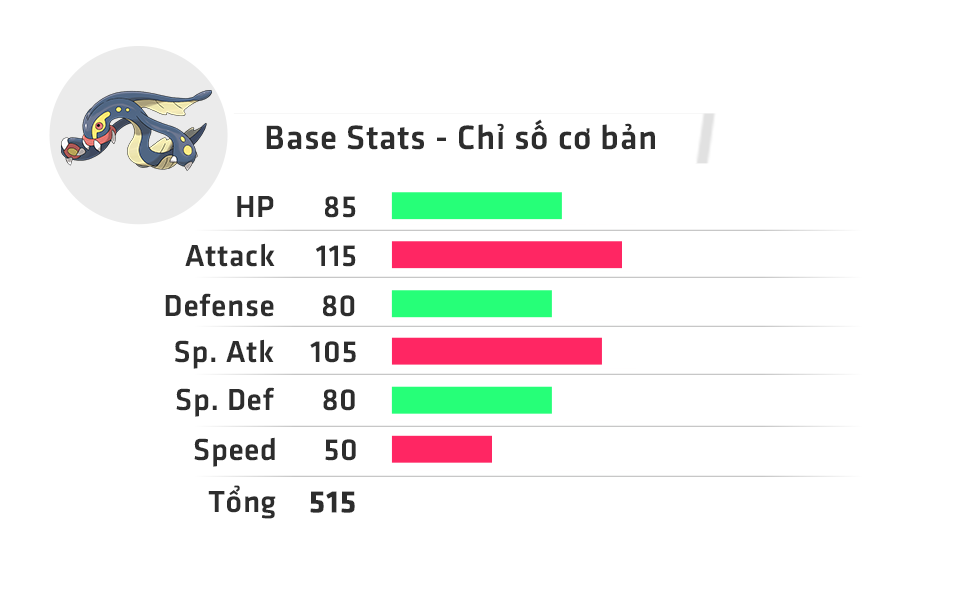 Base Stats - Chỉ số cơ bản
HP 85
Attack 115
Defense 80
Sp. Atk 105
Sp. Def 80
Speed 50
Tổng 515